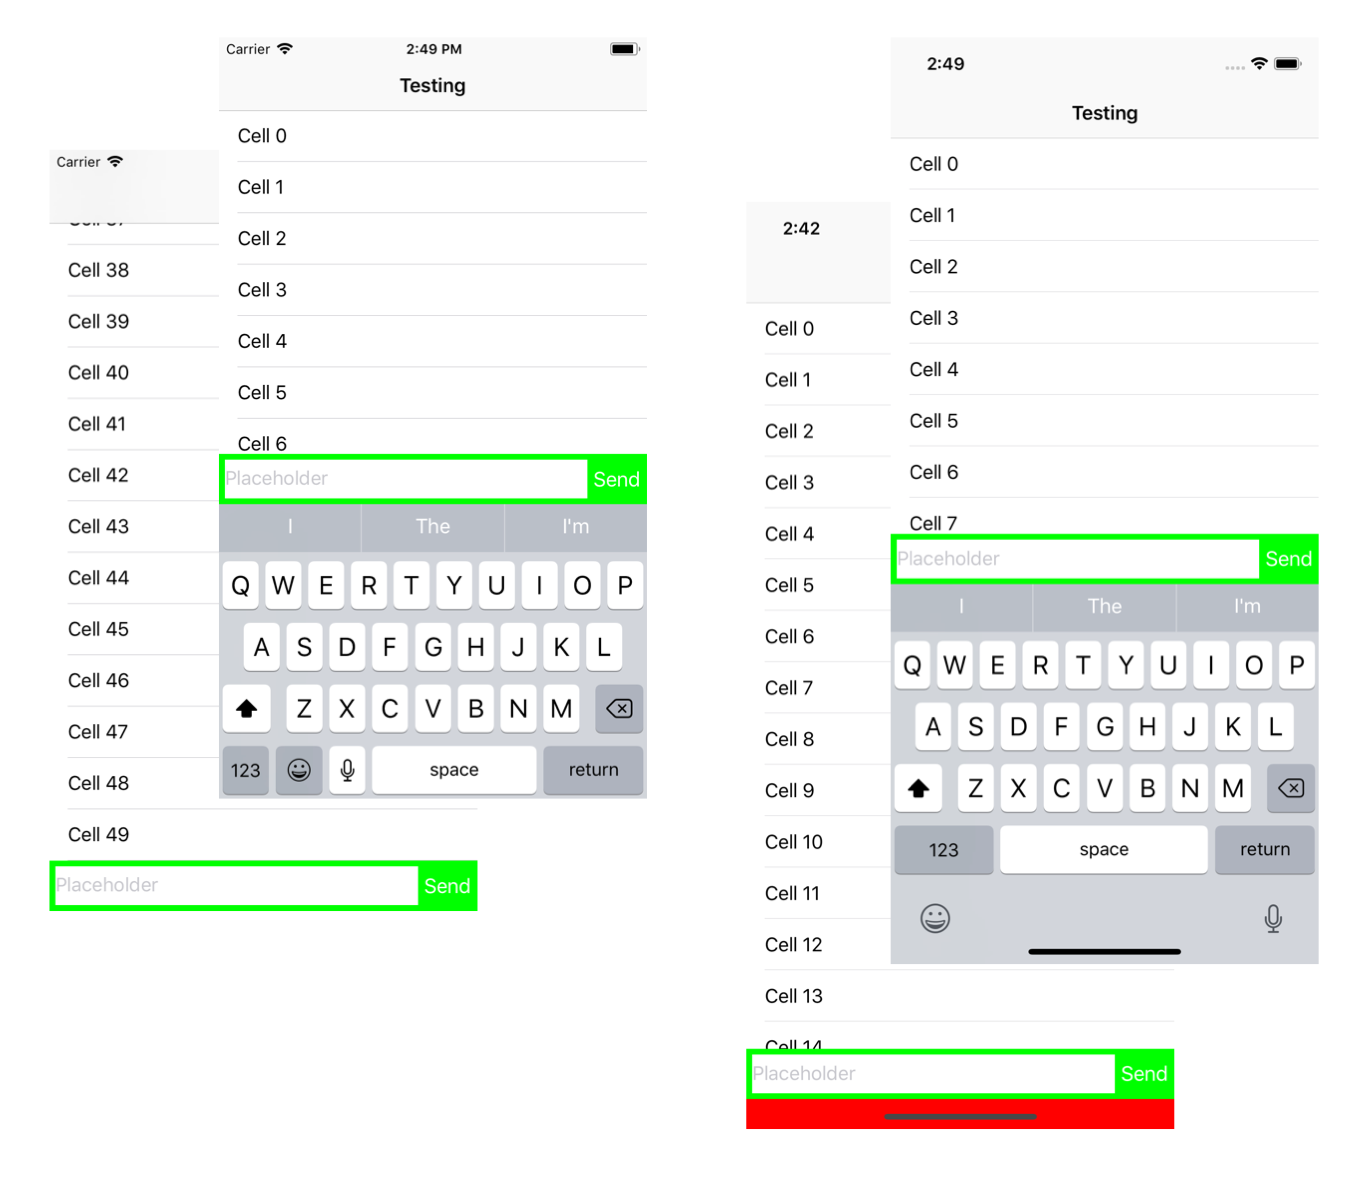 Carrier 2:49 PM
Testing
Cell 0
Cell 1
Cell 2
Cell 3
Cell 4
Cell 5
Cell 6
Placeholder Send
I The I'm
Q W E R T Y U I O P
A S D F G H J K L
Z X C V B N M
123 space return
Carrier
Cell 38
Cell 39
Cell 40
Cell 41
Cell 42
Cell 43
Cell 44
Cell 45
Cell 46
Cell 47
Cell 48
Cell 49
Placeholder Send
2:49
Testing
Cell 0
Cell 1
Cell 2
Cell 3
Cell 4
Cell 5
Cell 6
Cell 7
Placeholder Send
I The I'm
Q W E R T Y U I O P
A S D F G H J K L
Z X C V B N M
123 space return
2:42
Cell 0
Cell 1
Cell 2
Cell 3
Cell 4
Cell 5
Cell 6
Cell 7
Cell 8
Cell 9
Cell 10
Cell 11
Cell 12
Cell 13
Cell 14
Placeholder Send